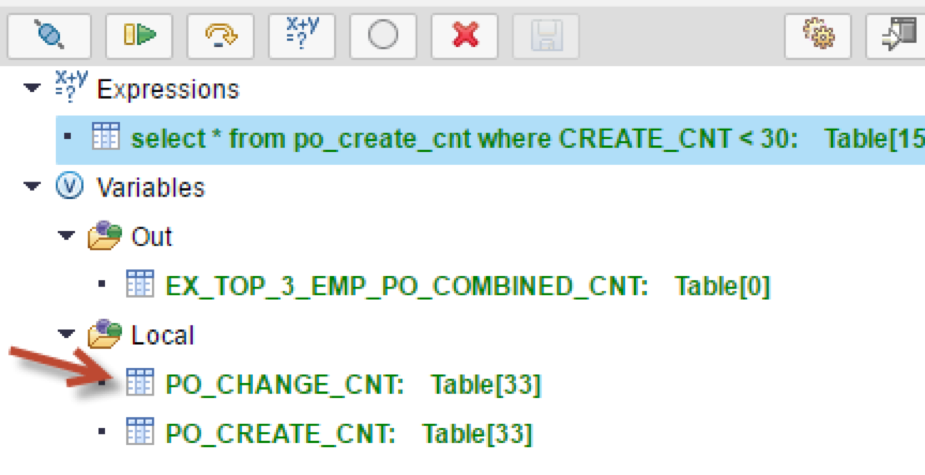 X+Y
=?
X+Y
=?
Expressions
select * from po_create_cnt where CREATE_CNT < 30: Table[15
V Variables
Out
EX_TOP_3_EMP_PO_COMBINED_CNT: Table[0]
Local
PO_CHANGE_CNT: Table[33]
PO_CREATE_CNT: Table[33]